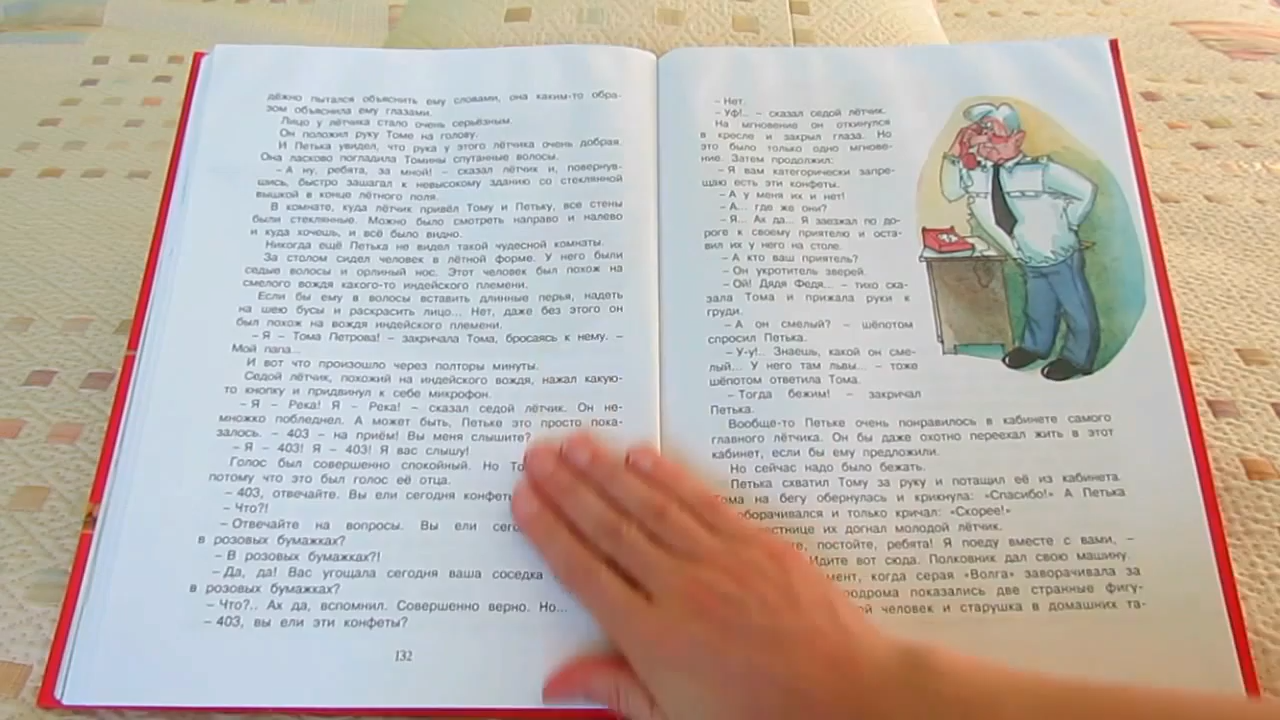 дёжно пытался объяснить ему словами, она каким-то обра-
зом объяснила ему глазами.
Лицо у лётчика стало очень серьёзным.
Он положил руку Томе на голову.
И Петька увидел, что рука у этого лётчика очень добрая.
Она ласково погладила Томины спутанные волосы.
– А ну, ребята, за мной! – сказал лётчик и, повернув-
шись, быстро зашагал к невысокому зданию со стеклянной
вышкой в конце лётного поля.
В комнате, куда лётчик привёл Тому и Петьку, все стены
были стеклянные. Можно было смотреть направо и налево
и куда хочешь, и всё было видно.
Никогда ещё Петька не видел такой чудесной комнаты.
За столом сидел человек в лётной форме. У него были
седые волосы и орлиный нос. Этот человек был похож на
смелого вождя какого-то индейского племени.
Если бы ему в волосы вставить длинные перья, надеть
на шею бусы и раскрасить лицо... Нет, даже без этого он
был похож на вождя индейского племени.
– Я – Тома Петрова! – закричала Тома, бросаясь к нему. –
Мой папа...
И вот что произошло через полторы минуты.
Седой лётчик, похожий на индейского вождя, нажал какую-
то кнопку и придвинул к себе микрофон.
– Я – Река! Я – Река! – сказал седой лётчик. Он не-
множко побледнел. А может быть, Петьке это просто пока-
залось. – 403 – на приём! Вы меня слышите?
– Я – 403! Я – 403! Я вас слышу!
Голос был совершенно спокойный. Но То
потому что это был голос её отца.
– 403, отвечайте. Вы ели сегодня конфеты
– Что?!
– Отвечайте на вопросы. Вы ели сего
в розовых бумажках?
– В розовых бумажках?!
– Да, да! Вас угощала сегодня ваша соседка
в розовых бумажках?
– Что?.. Ах да, вспомнил. Совершенно верно. Но...
– 403, вы ели эти конфеты?
132
– Нет.
– Уф!.. – сказал седой лётчик.
На мгновение он откинулся
в кресле и закрыл глаза. Но
это было только одно мгнове-
ние. Затем продолжил:
– Я вам категорически запре-
щаю есть эти конфеты.
– А у меня их и нет!
– А... где же они?
– Я... Ах да... Я заезжал по до-
роге к своему приятелю и оста-
вил их у него на столе.
– А кто ваш приятель?
– Он укротитель зверей.
– Ой! Дядя Федя... – тихо ска-
зала Тома и прижала руки к
груди.
– А он смелый? – шёпотом
спросил Петька.
– У-у!.. Знаешь, какой он сме-
лый... У него там львы... – тоже
шёпотом ответила Тома.
– Тогда бежим! – закричал
Петька.
Вообще-то Петьке очень понравилось в кабинете самого
главного лётчика. Он бы даже охотно переехал жить в этот
кабинет, если бы ему предложили.
Но сейчас надо было бежать.
Петька схватил Тому за руку и потащил её из кабинета.
Тома на бегу обернулась и крикнула: «Спасибо!» А Петька
оборачивался и только кричал: «Скорее!»
естнице их догнал молодой лётчик.
те, постойте, ребята! Я поеду вместе с вами, –
Идите вот сюда. Полковник дал свою машину.
мент, когда серая «Волга» заворачивала за
родрома показались две странные фигу-
ой человек и старушка в домашних та-